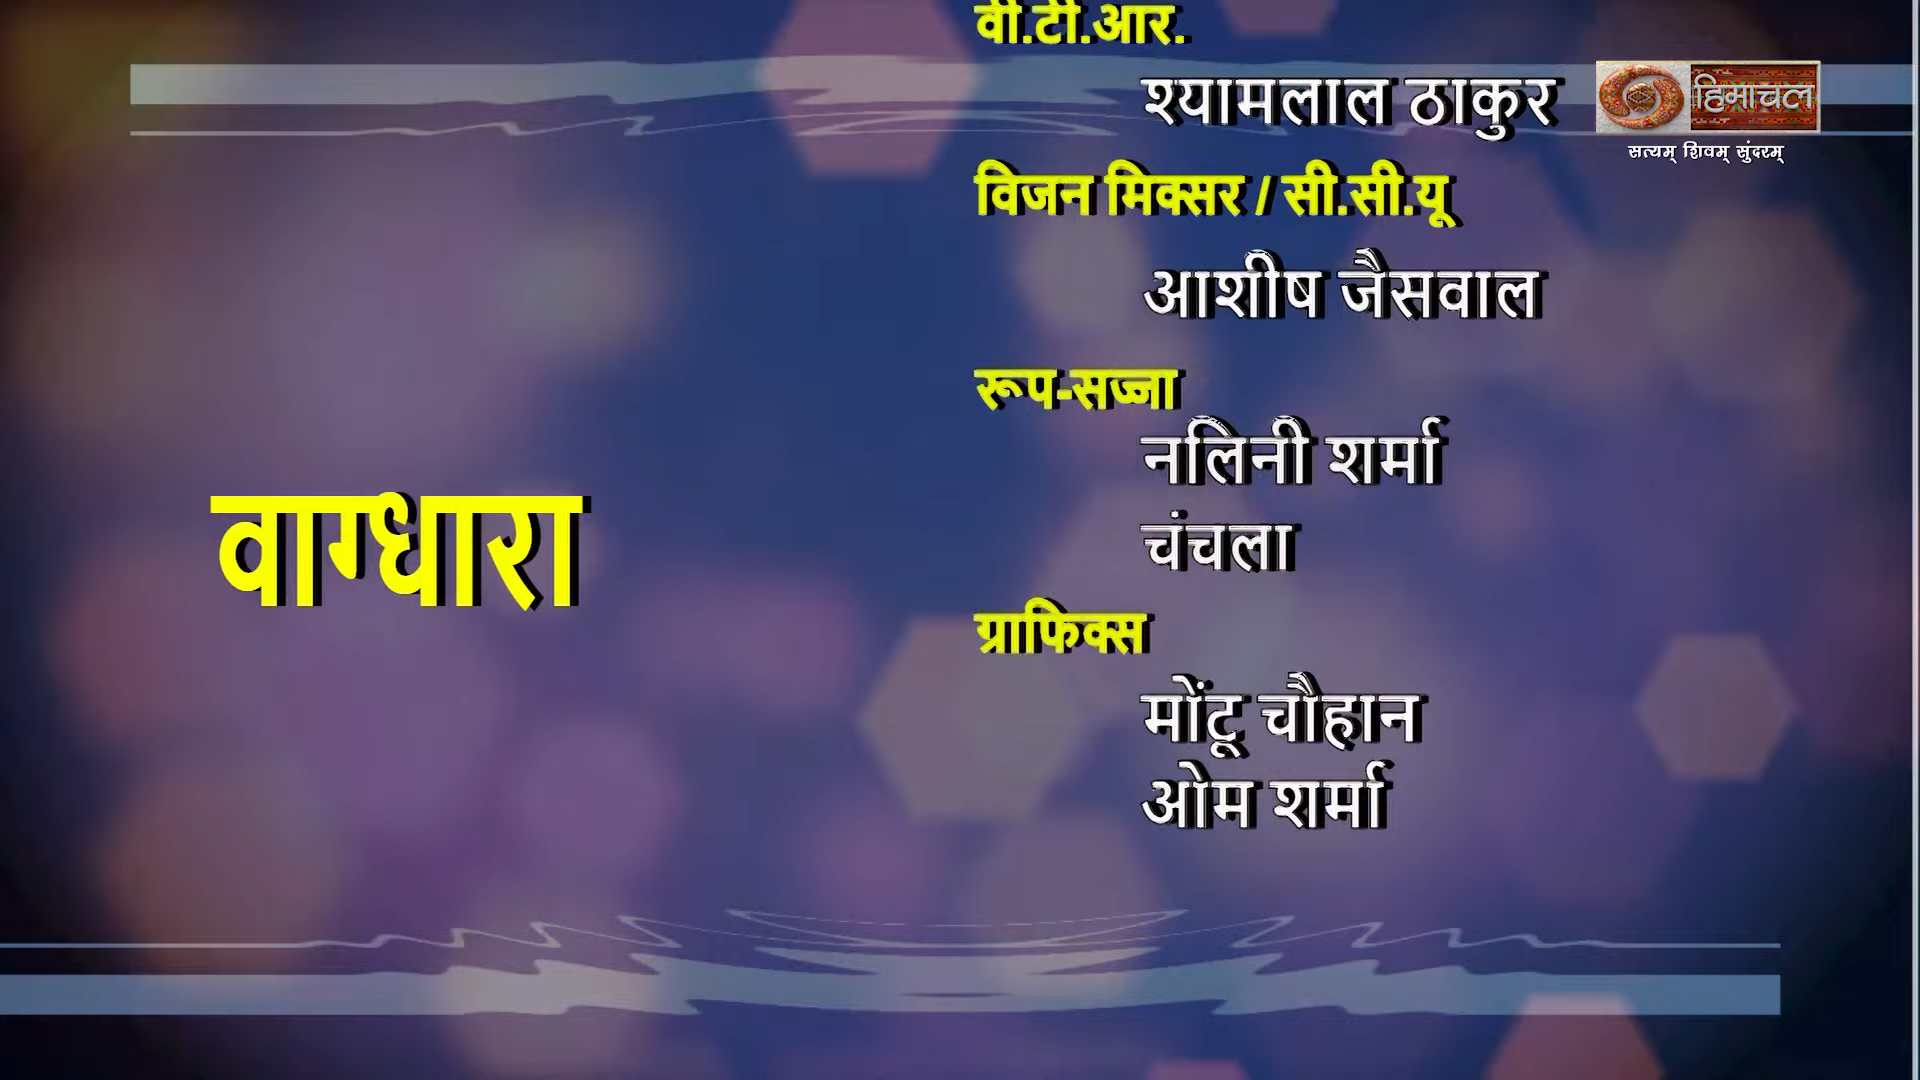 वी.टी.आर.
श्यामलाल ठाकुर
हिमाचल
सत्यम् शिवम् सुंदरम्
विजन मिक्सर / सी.सी.यू
आशीष जैसवाल
रूप-सज्जा
नलिनी शर्मा
चंचला
वाग्धारा
ग्राफिक्स
मोंटू चौहान
ओम शर्मा